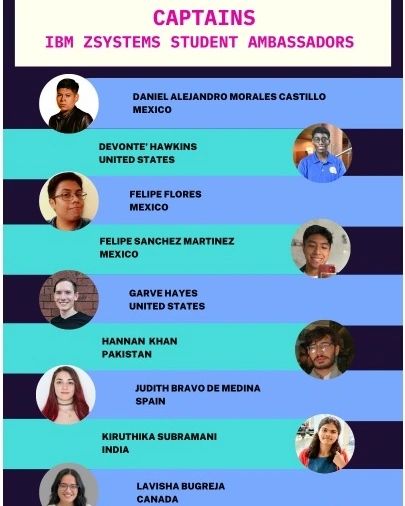 CAPTAINS
IBM ZSYSTEMS STUDENT AMBASSADORS
DANIEL ALEJANDRO MORALES CASTILLO
MEXICO
DEVONTE' HAWKINS
UNITED STATES
FELIPE FLORES
MEXICO
FELIPE SANCHEZ MARTINEZ
MEXICO
GARVE HAYES
UNITED STATES
HANNAN KHAN
PAKISTAN
JUDITH BRAVO DE MEDINA
SPAIN
KIRUTHIKA SUBRAMANI
INDIA
LAVISHA BUGREJA
CANADA